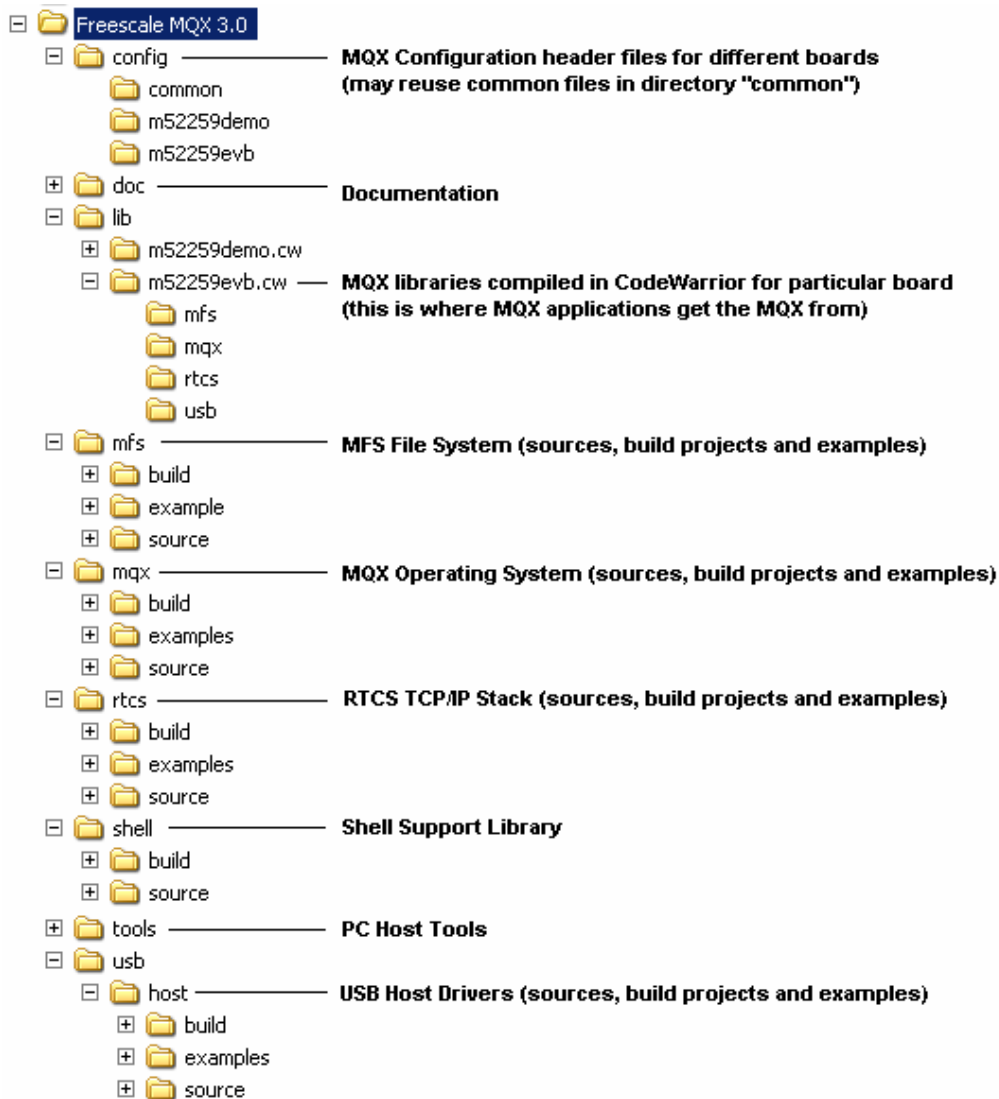 Freescale MQX 3.0
config MQX Configuration header files for different boards
(may reuse common files in directory "common")
common
m52259demo
m52259evb
doc Documentation
lib
m52259demo.cw
m52259evb.cw MQX libraries compiled in CodeWarrior for particular board
(this is where MQX applications get the MQX from)
mfs
mqx
rtcs
usb
mfs MFS File System (sources, build projects and examples)
build
example
source
mqx MQX Operating System (sources, build projects and examples)
build
examples
source
rtcs RTCS TCP/IP Stack (sources, build projects and examples)
build
examples
source
shell Shell Support Library
build
source
tools PC Host Tools
usb
host USB Host Drivers (sources, build projects and examples)
build
examples
source